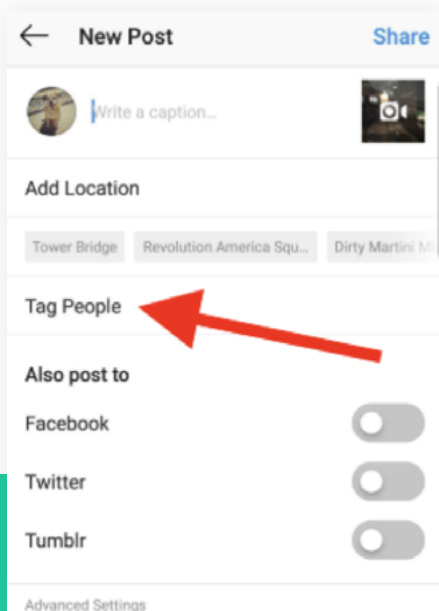 New Post Share
Write a caption...
Add Location
Tower Bridge Revolution America Squ... Dirty Martini
Tag People
Also post to
Facebook
Twitter
Tumblr
Advanced Settings